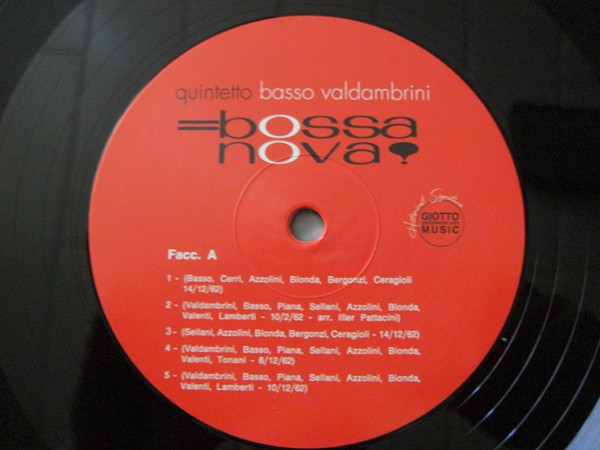 quintetto basso valdambrini
=bossa
nova!
Historical
GIOTTO
MUSIC
Facc. A
1 - (Basso, Cerri, Azzolini, Bionda, Bergonzi, Ceragioli
14/12/62)
2 - (Valdambrini, Basso, Piana, Sellani, Azzolini, Bionda,
Valenti, Lamberti - 10/2/62 - arr. Iller Pattacini)
3 - (Sellani, Azzolini, Bionda, Bergonzi, Ceragioli - 14/12/62)
4 - (Valdambrini, Basso, Piana, Sellani, Azzolini, Bionda,
Valenti, Tonani - 6/12/62)
5 - (Valdambrini, Basso, Piana, Sellani, Azzolini, Bionda,
Valenti, Lamberti - 10/12/62)